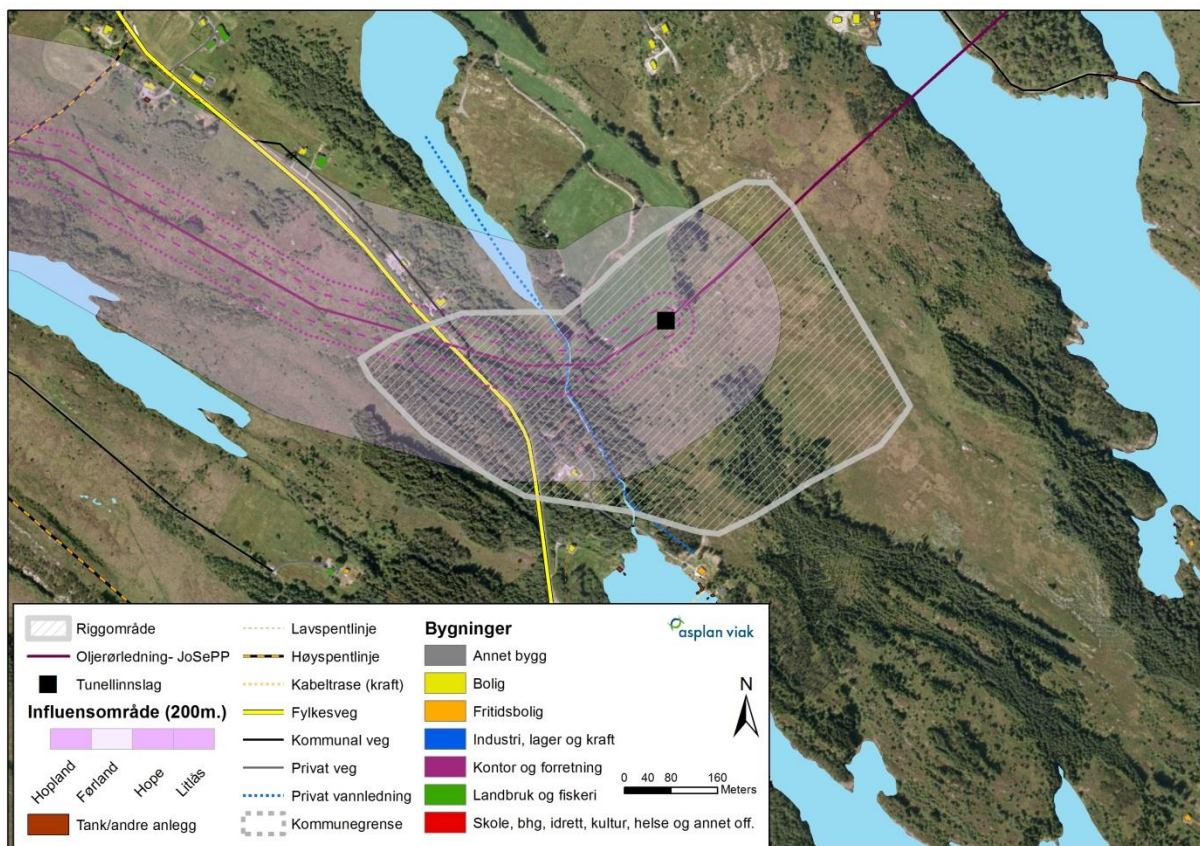 Riggområde
Oljerørledning- JoSePP
Tunellinnslag
Influensområde (200m.)
Hopland
Førland
Hope
Littlås
Tank/andre anlegg
Lavspentlinje
Høyspentlinje
Kabeltrase (kraft)
Fylkesveg
Kommunal veg
Privat veg
Privat vannledning
Kommunegrense
Bygninger
Annet bygg
Bolig
Fritidsbolig
Industri, lager og kraft
Kontor og forretning
Landbruk og fiskeri
Skole, bhg, idrett, kultur, helse og annet off.
asplan viak
N
0 40 80 160
Meters